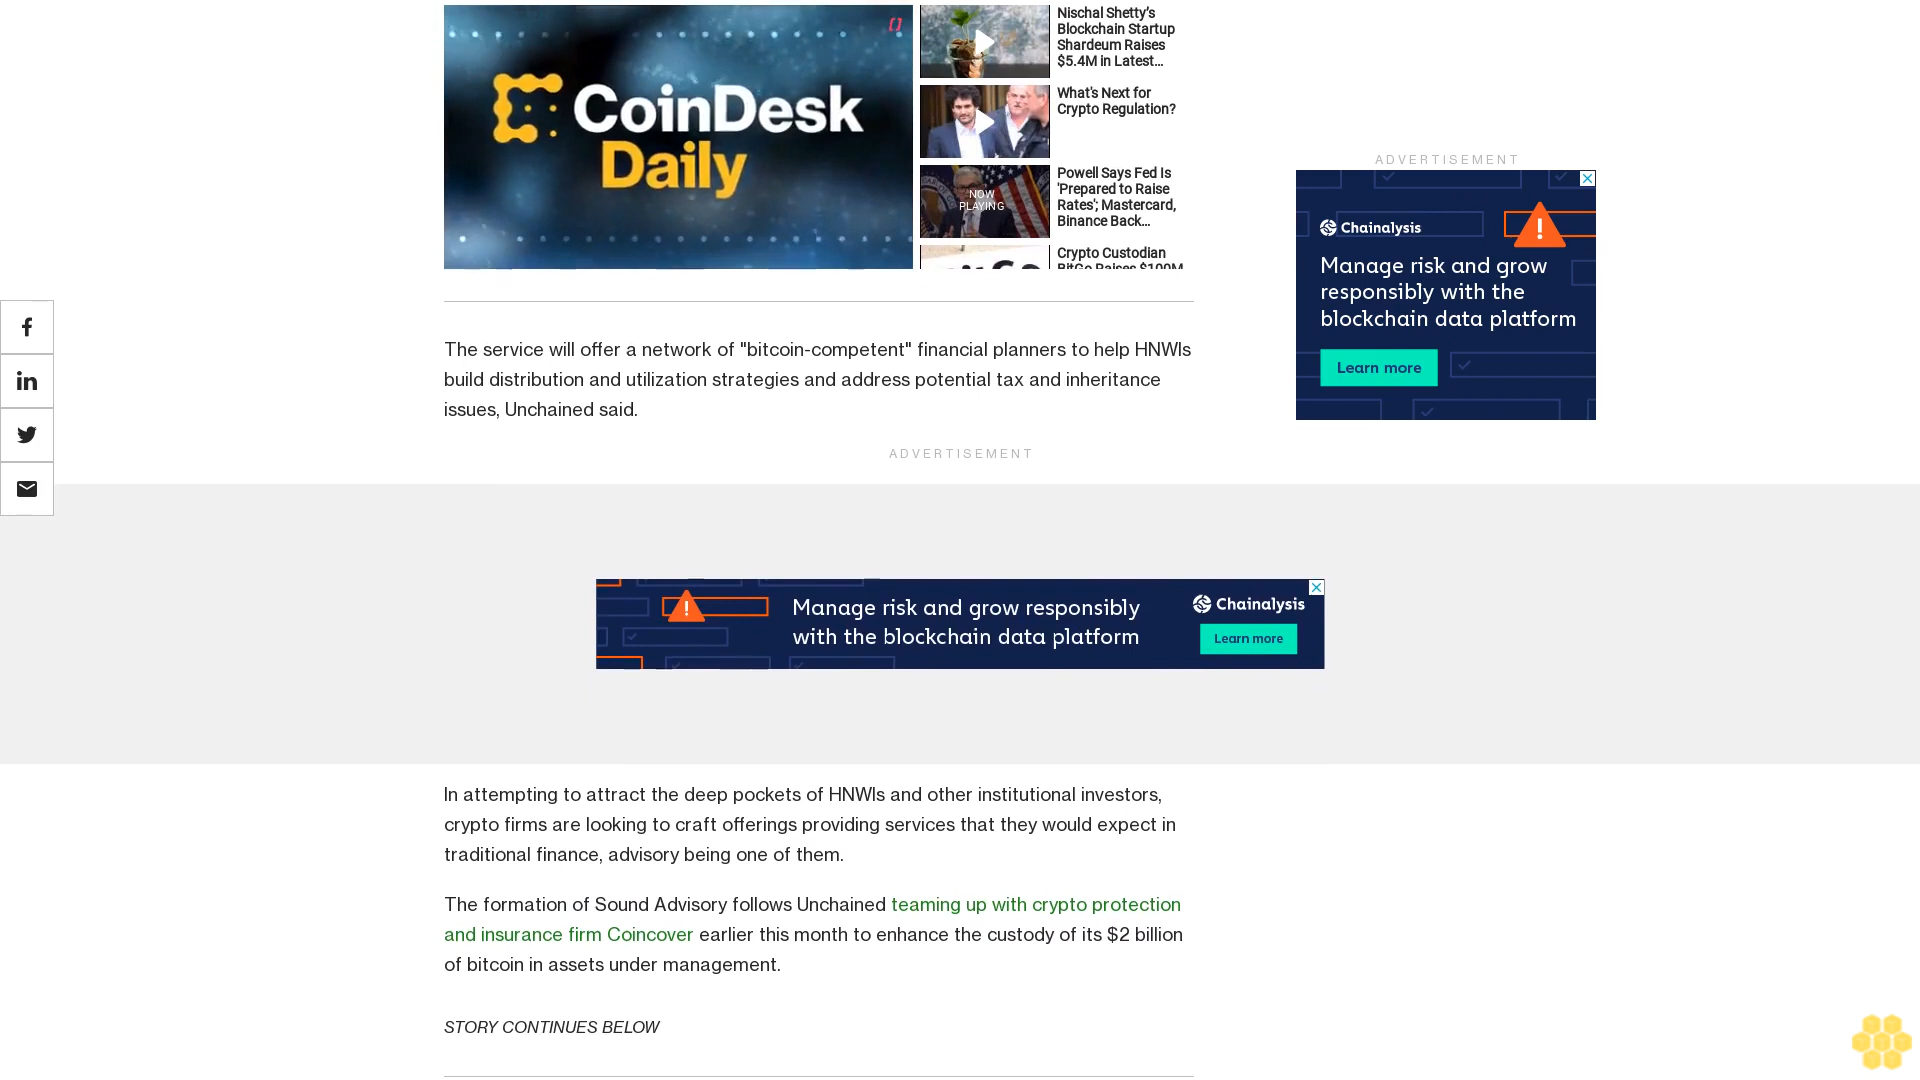 [ ]
CoinDesk
Daily
Nischal Shetty's
Blockchain Startup
Shardeum Raises
$5.4M in Latest...
What's Next for
Crypto Regulation?
NOW
PLAYING
Powell Says Fed Is
'Prepared to Raise
Rates'; Mastercard,
Binance Back...
Crypto Custodian
BitGo Raises $100M
ADVERTISEMENT
Chainalysis
Manage risk and grow
responsibly with the
blockchain data platform
Learn more
The service will offer a network of "bitcoin-competent" financial planners to help HNWIs
build distribution and utilization strategies and address potential tax and inheritance
issues, Unchained said.
ADVERTISEMENT
Manage risk and grow responsibly
with the blockchain data platform
Chainalysis
Learn more
In attempting to attract the deep pockets of HNWIs and other institutional investors,
crypto firms are looking to craft offerings providing services that they would expect in
traditional finance, advisory being one of them.
The formation of Sound Advisory follows Unchained teaming up with crypto protection
and insurance firm Coincover earlier this month to enhance the custody of its $2 billion
of bitcoin in assets under management.
STORY CONTINUES BELOW